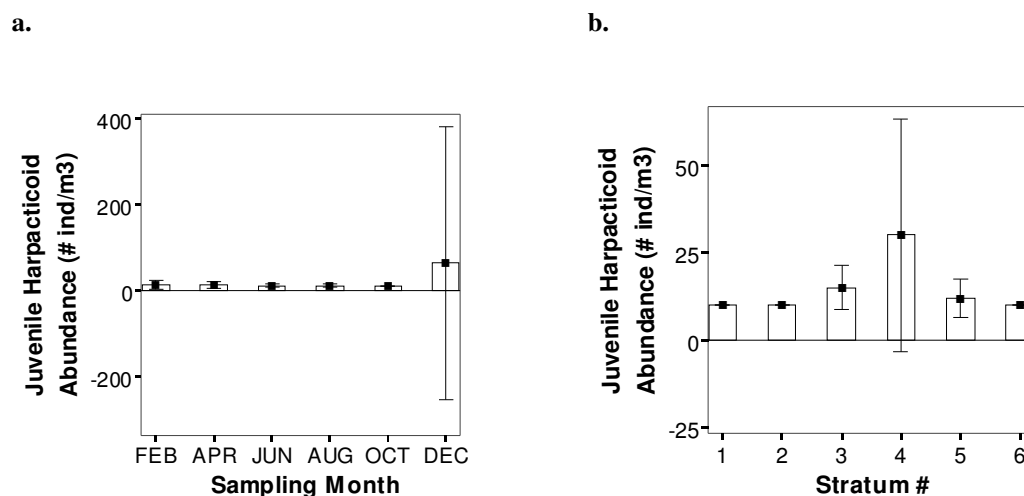 a.
b.
Juvenile Harpacticoid
Abundance (# ind/m3)
400
200
0
-200
FEB APR JUN AUG OCT DEC
Sampling Month
Juvenile Harpacticoid
Abundance (# ind/m3)
50
25
0
-25
1 2 3 4 5 6
Stratum #